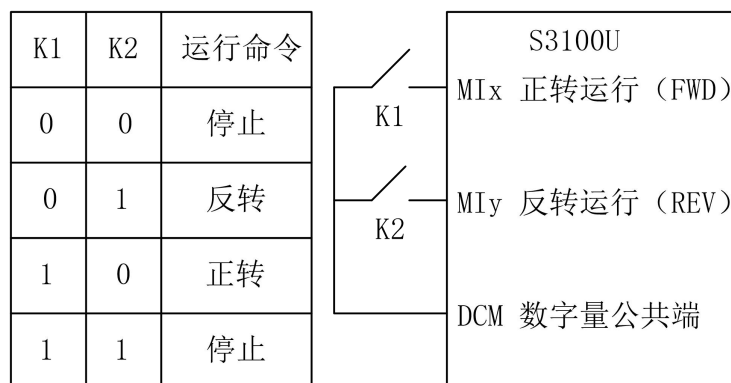 K1 K2 运行命令
0 0 停止
0 1 反转
1 0 正转
1 1 停止
S3100U
K1
MIx 正转运行（FWD）
K2
MIy 反转运行（REV）
DCM 数字量公共端